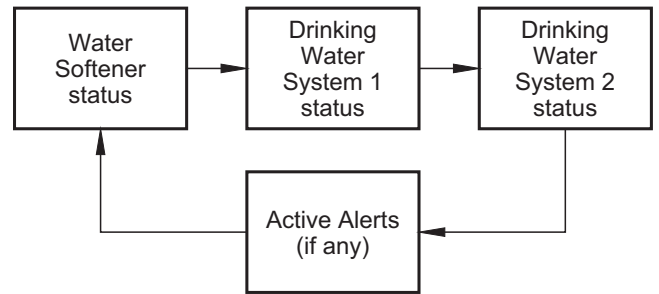 Water
Softener
status
Drinking
Water
System 1
status
Drinking
Water
System 2
status
Active Alerts
(if any)